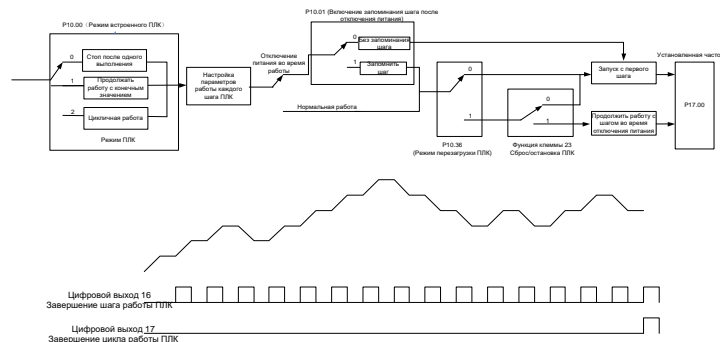 P10.00 (Режим встроенного ПЛК)
0
Стоп после одного
выполнения
1
Продолжать
работу с конечным
значением
2
Цикличная работа
Режим ПЛК
Настройка
параметров
работы каждого
шага ПЛК
Отключение
питания во время
работы
P10.01 (Включение запоминания шага после
отключения питания)
0
Без запоминания
шага
1
Запомнить
шаг
Нормальная работа
0
1
P10.36
(Режим перезагрузки ПЛК)
0
1
Функция клеммы 23
Сброс/остановка ПЛК
Запуск с первого
шага
Продолжить работу с
шагом во время
отключения питания
Установленная часто
P17.00
Цифровой выход 16
Завершение шага работы ПЛК
Цифровой выход 17
Завершение цикла работы ПЛК